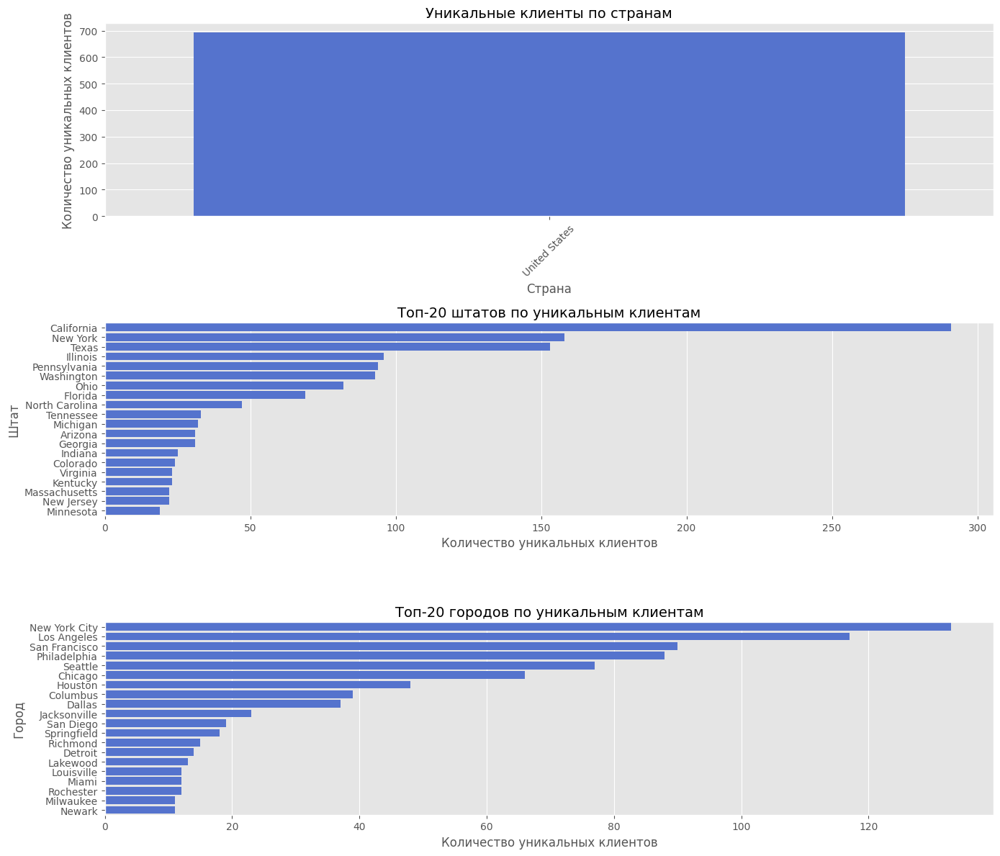 Уникальные клиенты по странам
Количество уникальных клиентов
700
600
500
400
300
200
100
0
United States
Страна
Топ-20 штатов по уникальным клиентам
Штат
California
New York
Texas
Illinois
Pennsylvania
Washington
Ohio
Florida
North Carolina
Tennessee
Michigan
Arizona
Georgia
Indiana
Colorado
Virginia
Kentucky
Massachusetts
New Jersey
Minnesota
0 50 100 150 200 250 300
Количество уникальных клиентов
Топ-20 городов по уникальным клиентам
Город
New York City
Los Angeles
San Francisco
Philadelphia
Seattle
Chicago
Houston
Columbus
Dallas
Jacksonville
San Diego
Springfield
Richmond
Detroit
Lakewood
Louisville
Miami
Rochester
Milwaukee
Newark
0 20 40 60 80 100 120
Количество уникальных клиентов